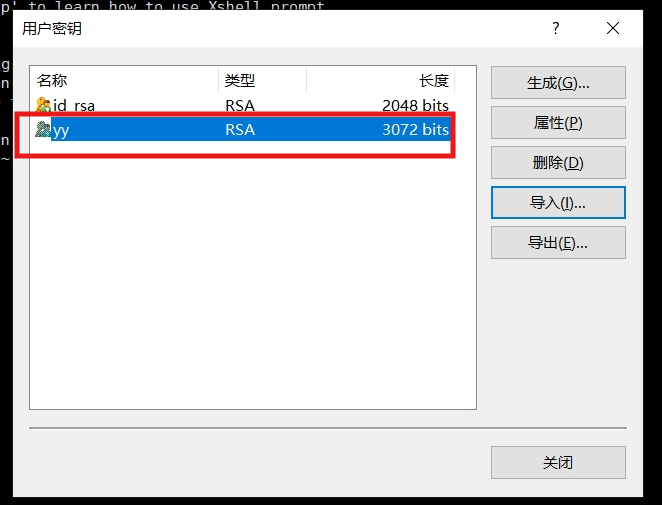 p' to learn how to use Xshell prompt
用户密钥
?
名称 类型 长度
id_rsa RSA 2048 bits
yy RSA 3072 bits
生成(G)...
属性(P)
删除(D)
导入(I)...
导出(E)...
g
n
n
~
关闭